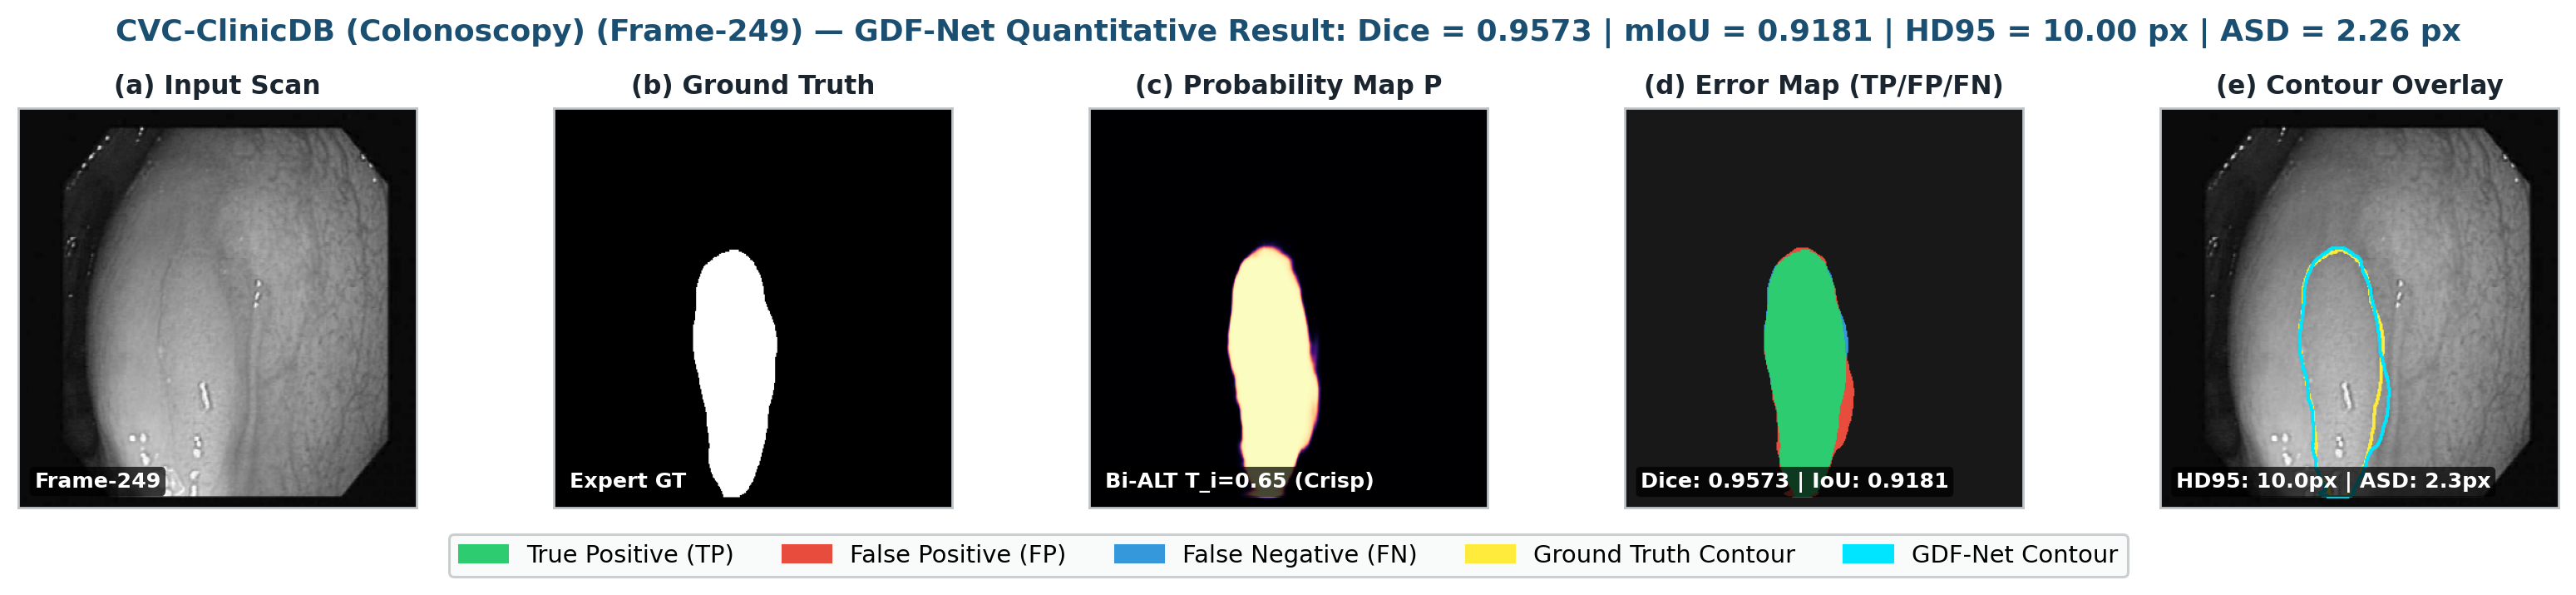 CVC-ClinicDB (Colonoscopy) (Frame-249) — GDF-Net Quantitative Result: Dice = 0.9573 | mIoU = 0.9181 | HD95 = 10.00 px | ASD = 2.26 px
(a) Input Scan
(b) Ground Truth
(c) Probability Map P
(d) Error Map (TP/FP/FN)
(e) Contour Overlay
Frame-249
Expert GT
Bi-ALT T_i=0.65 (Crisp)
Dice: 0.9573 | IoU: 0.9181
HD95: 10.0px | ASD: 2.3px
True Positive (TP)
False Positive (FP)
False Negative (FN)
Ground Truth Contour
GDF-Net Contour